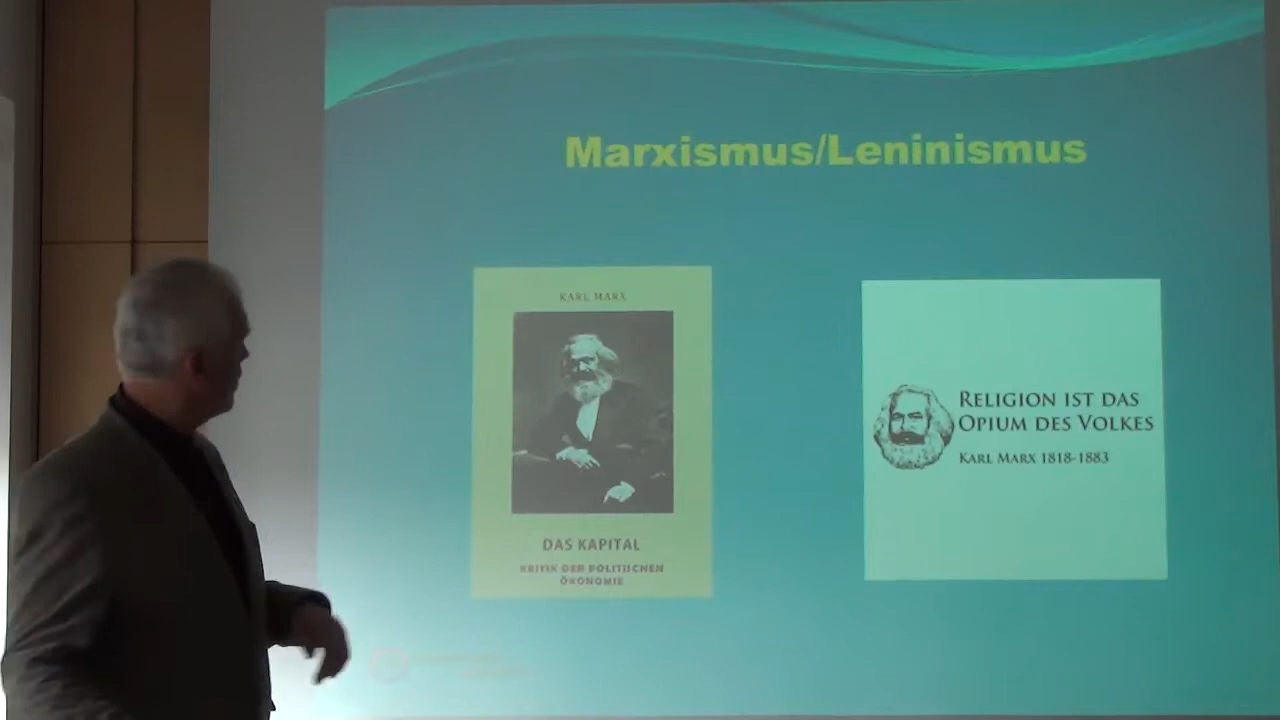 Marxismus/Leninismus
KARL MARX
DAS KAPITAL
KRITIK DER POLITISCHEN
ÖKONOMIE
RELIGION IST DAS
OPIUM DES VOLKES
KARL MARX 1818-1883